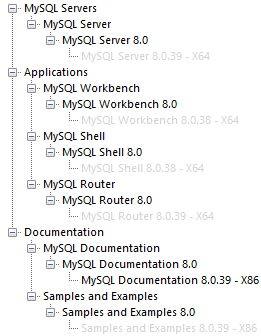 MySQL Servers
MySQL Server
MySQL Server 8.0
MySQL Server 8.0.39 - X64
Applications
MySQL Workbench
MySQL Workbench 8.0
MySQL Workbench 8.0.38 - X64
MySQL Shell
MySQL Shell 8.0
MySQL Shell 8.0.38 - X64
MySQL Router
MySQL Router 8.0
MySQL Router 8.0.39 - X64
Documentation
MySQL Documentation
MySQL Documentation 8.0
MySQL Documentation 8.0.39 - X86
Samples and Examples
Samples and Examples 8.0
Samples and Examples 8.0.39 - X86